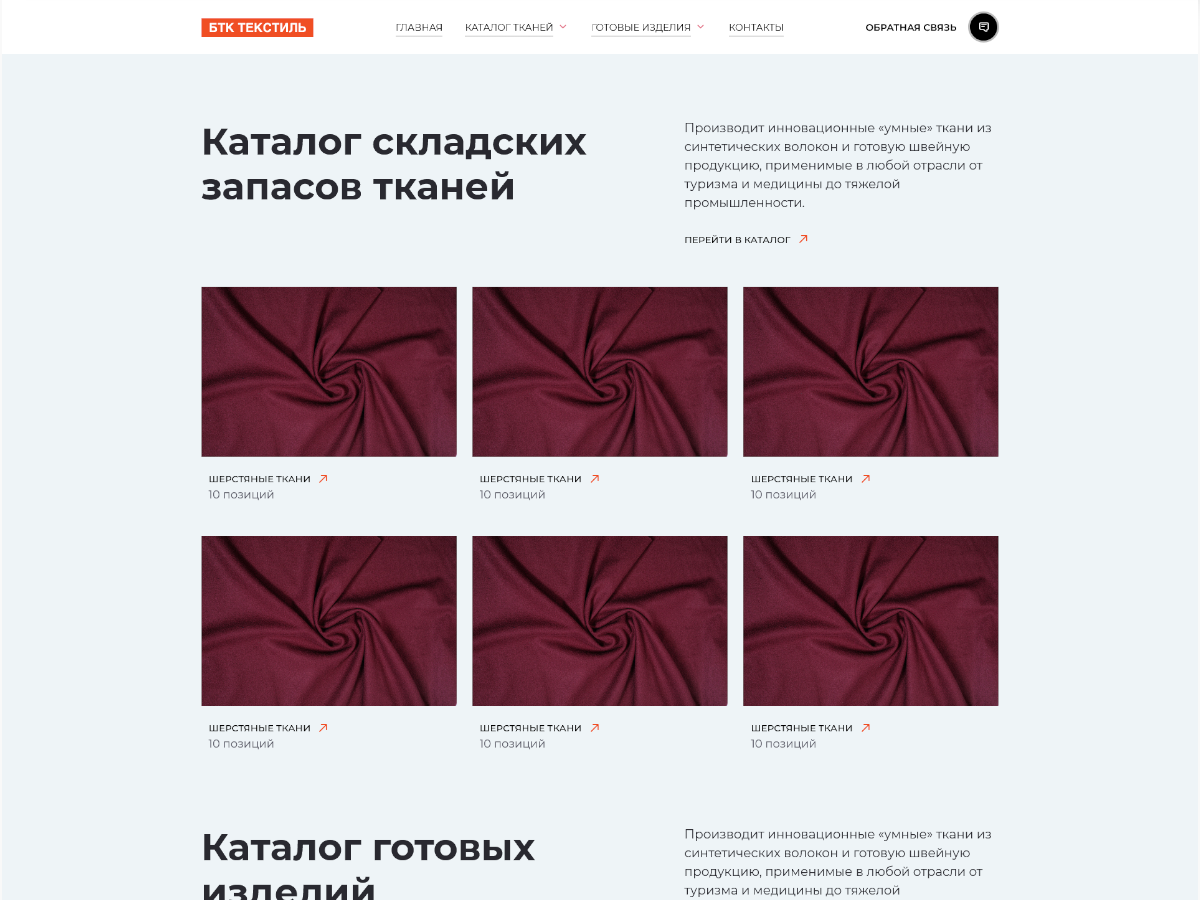 БТК ТЕКСТИЛЬ
ГЛАВНАЯ
КАТАЛОГ ТКАНЕЙ
ГОТОВЫЕ ИЗДЕЛИЯ
КОНТАКТЫ
ОБРАТНАЯ СВЯЗЬ
Каталог складских
запасов тканей
Производит инновационные «умные» ткани из
синтетических волокон и готовую швейную
продукцию, применимые в любой отрасли от
туризма и медицины до тяжелой
промышленности.
ПЕРЕЙТИ В КАТАЛОГ
ШЕРСТЯНЫЕ ТКАНИ
10 позиций
ШЕРСТЯНЫЕ ТКАНИ
10 позиций
ШЕРСТЯНЫЕ ТКАНИ
10 позиций
ШЕРСТЯНЫЕ ТКАНИ
10 позиций
ШЕРСТЯНЫЕ ТКАНИ
10 позиций
ШЕРСТЯНЫЕ ТКАНИ
10 позиций
Каталог готовых
изделий
Производит инновационные «умные» ткани из
синтетических волокон и готовую швейную
продукцию, применимые в любой отрасли от
туризма и медицины до тяжелой